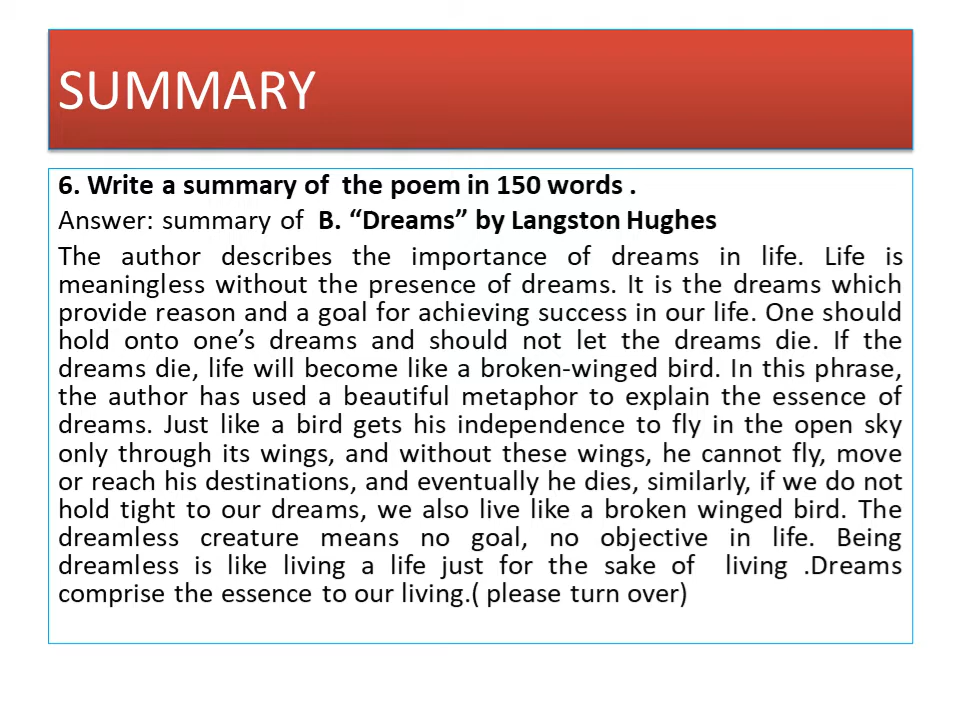 SUMMARY
6. Write a summary of the poem in 150 words .
Answer: summary of B. “Dreams” by Langston Hughes
The author describes the importance of dreams in life. Life is
meaningless without the presence of dreams. It is the dreams which
provide reason and a goal for achieving success in our life. One should
hold onto one’s dreams and should not let the dreams die. If the
dreams die, life will become like a broken-winged bird. In this phrase,
the author has used a beautiful metaphor to explain the essence of
dreams. Just like a bird gets his independence to fly in the open sky
only through its wings, and without these wings, he cannot fly, move
or reach his destinations, and eventually he dies, similarly, if we do not
hold tight to our dreams, we also live like a broken winged bird. The
dreamless creature means no goal, no objective in life. Being
dreamless is like living a life just for the sake of living .Dreams
comprise the essence to our living.( please turn over)